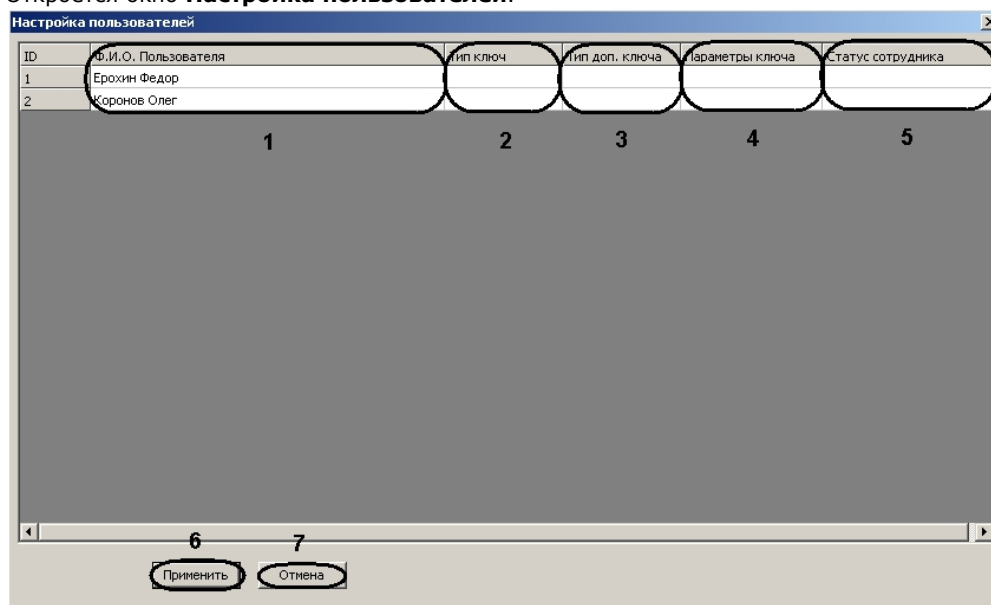 Откроется окно Настройка пользователей.
Настройка пользователей
ID Ф.И.О. Пользователя Тип ключ Тип доп. ключа Параметры ключа Статус сотрудника
1 Ерохин Федор
2 Коронов Олег
1 2 3 4 5
6 7
Применить Отмена